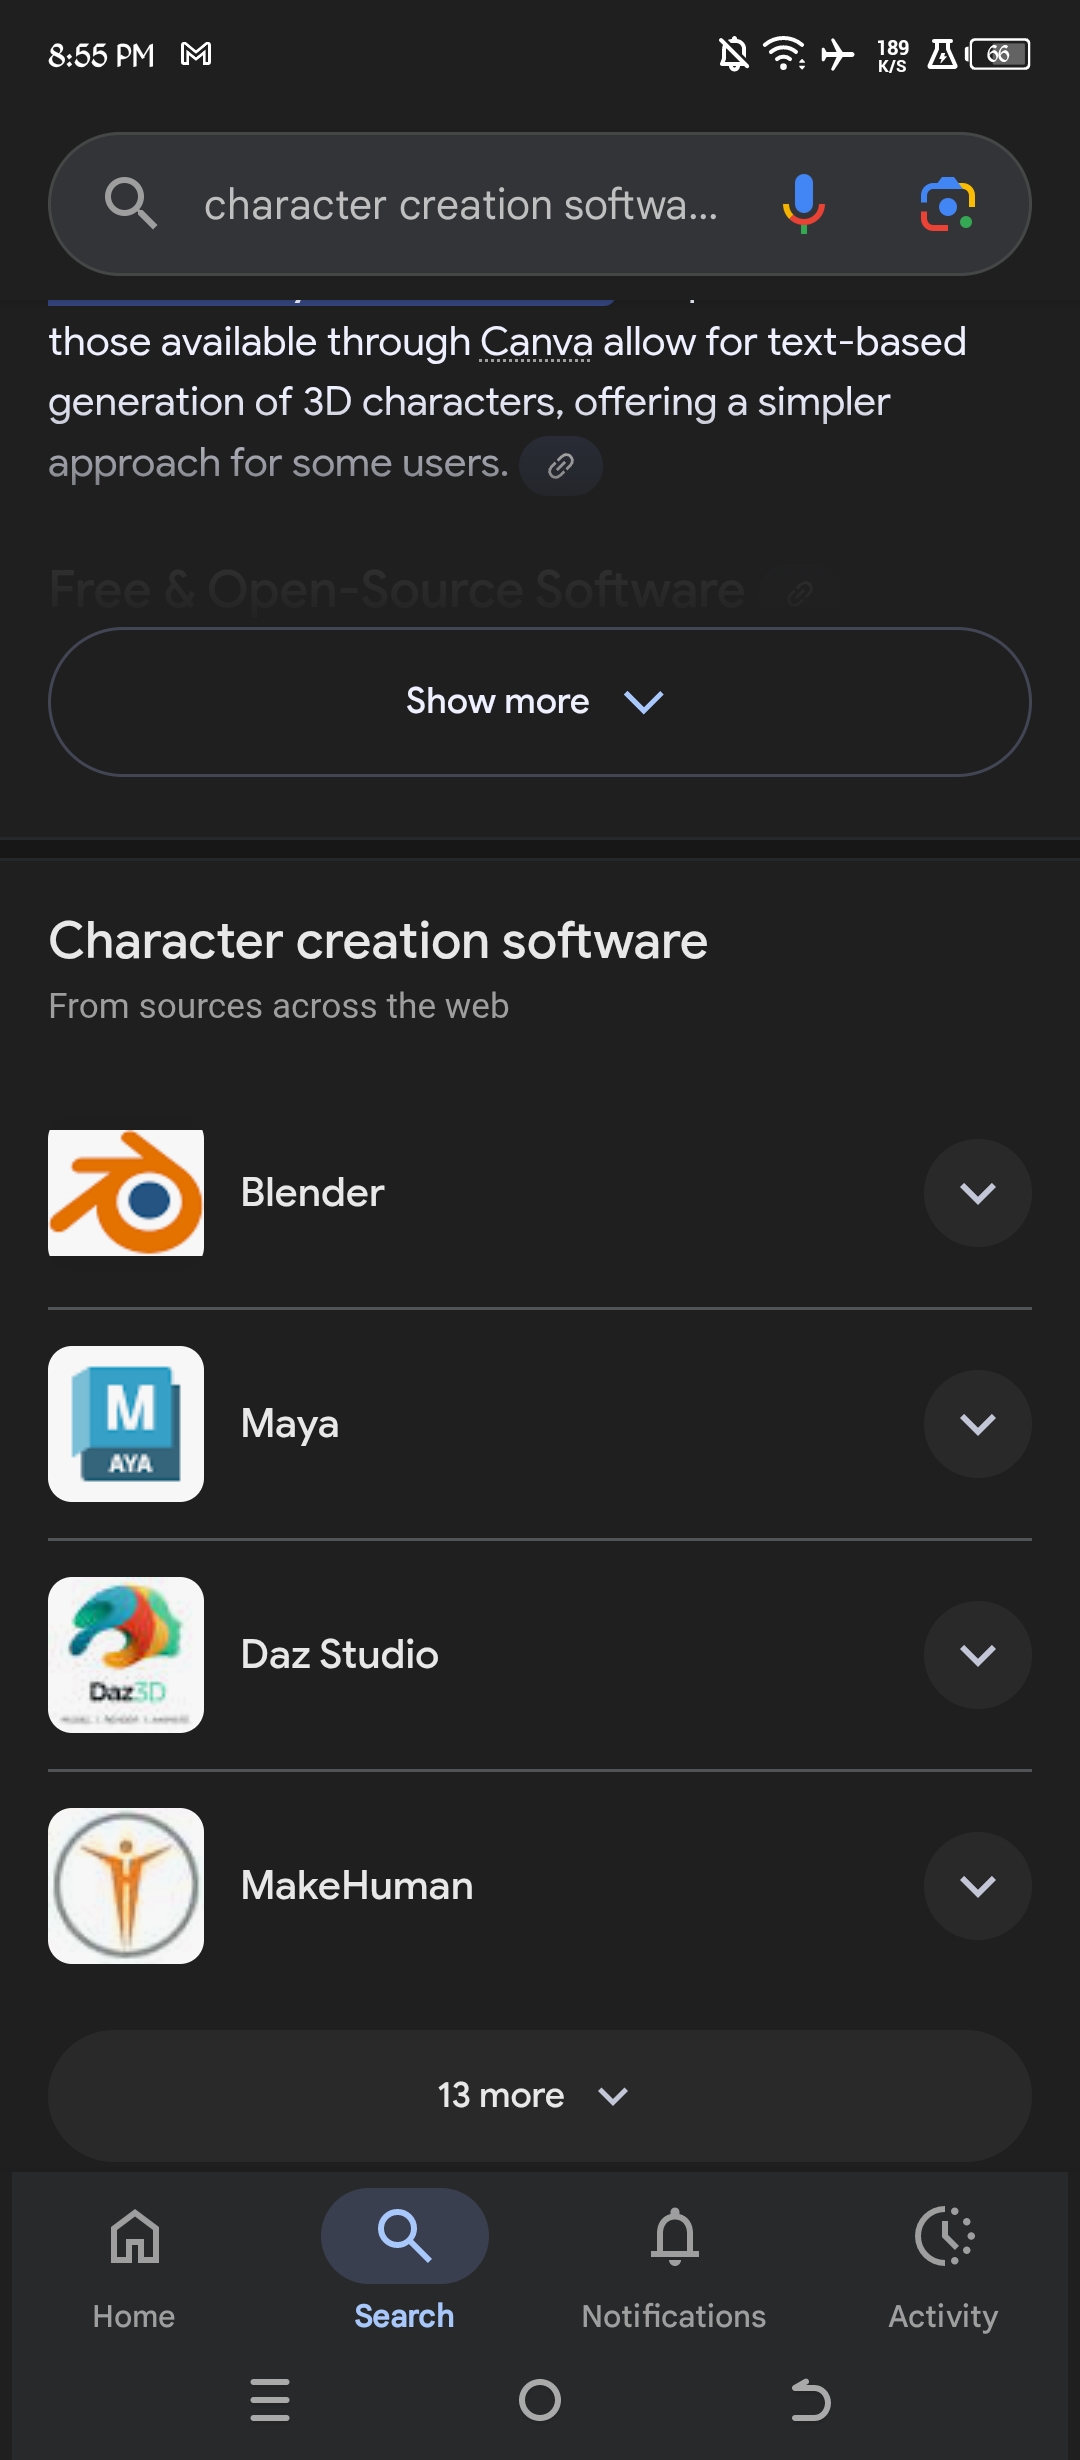 8:55 PM
189
K/S
66
character creation softwa...
those available through Canva allow for text-based
generation of 3D characters, offering a simpler
approach for some users.
Free & Open-Source Software
Show more
Character creation software
From sources across the web
Blender
M
AYA
Maya
Daz3D
Daz Studio
MakeHuman
13 more
Home
Search
Notifications
Activity